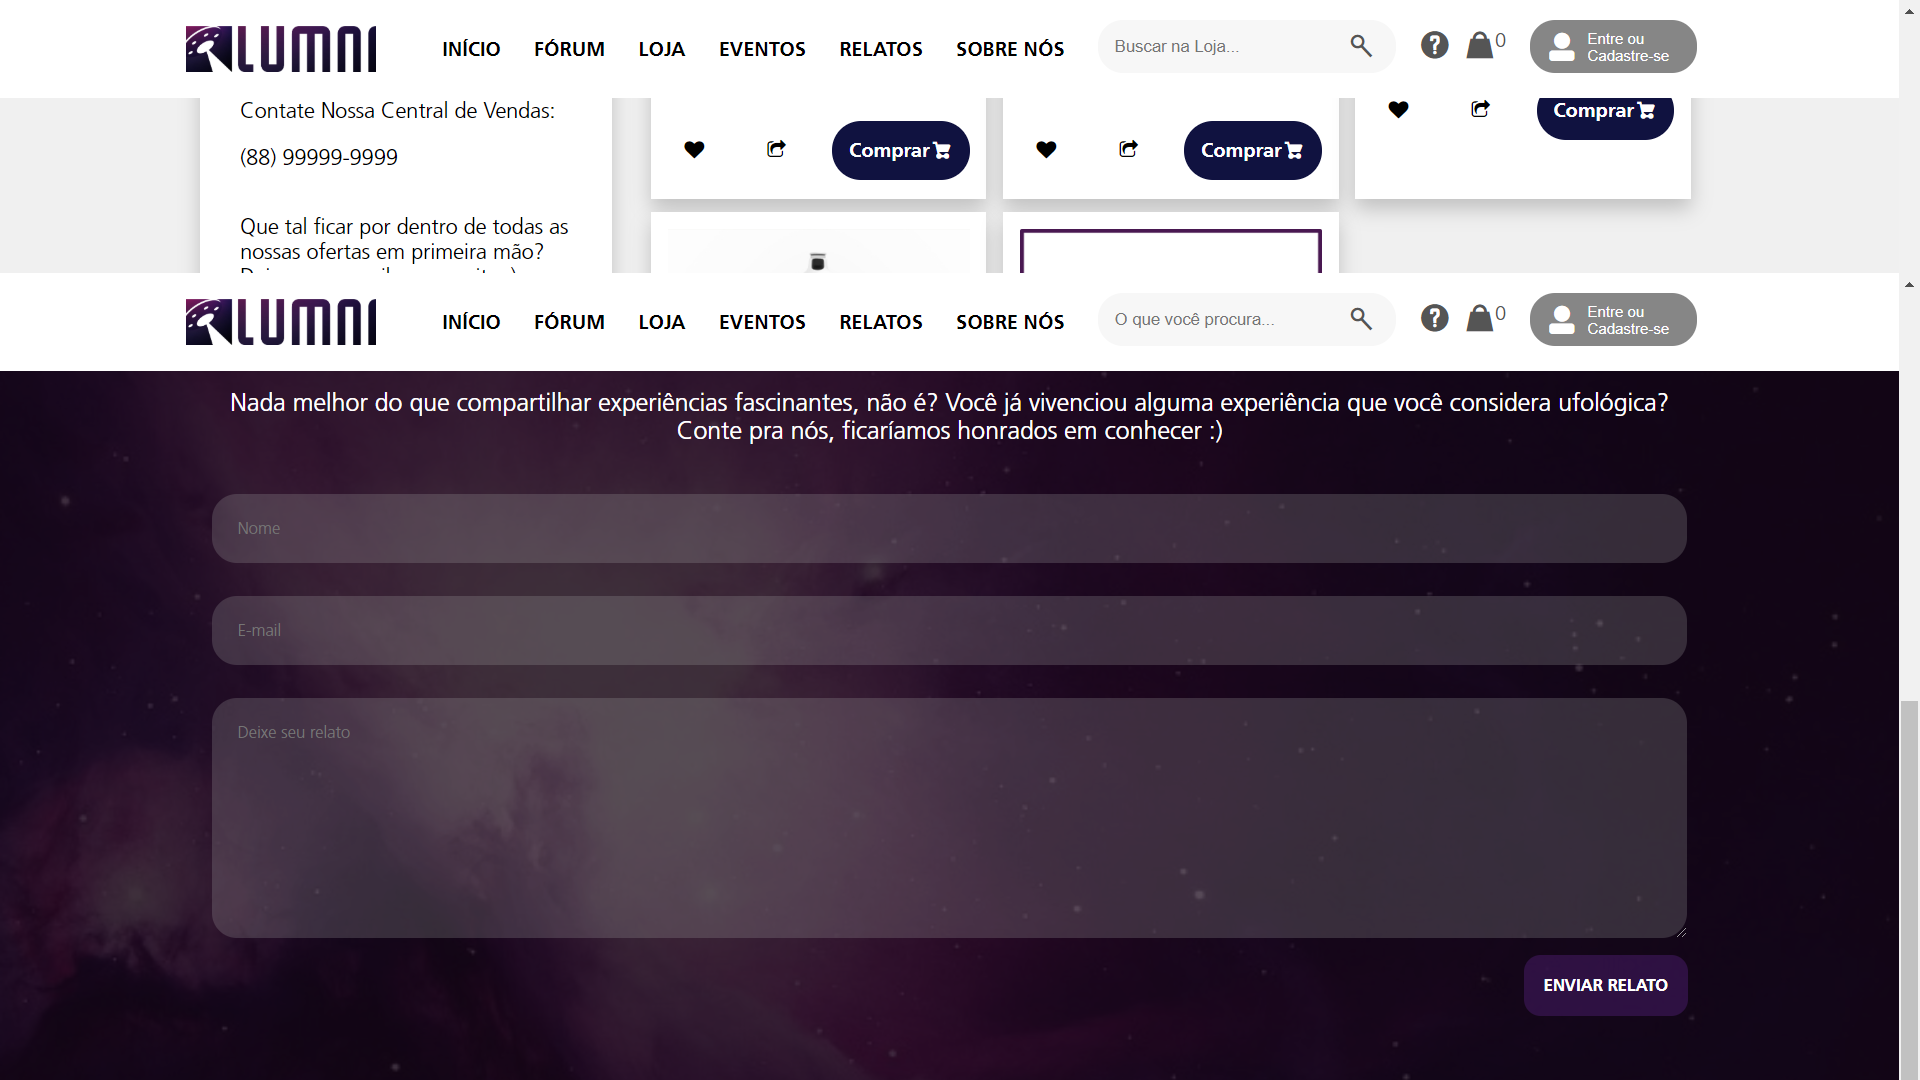 LUMNI
INÍCIO FÓRUM LOJA EVENTOS RELATOS SOBRE NÓS
Buscar na Loja...
0
Entre ou
Cadastre-se
Contate Nossa Central de Vendas:
(88) 99999-9999
Que tal ficar por dentro de todas as
nossas ofertas em primeira mão?
Comprar
Comprar
Comprar
LUMNI
INÍCIO FÓRUM LOJA EVENTOS RELATOS SOBRE NÓS
O que você procura...
0
Entre ou
Cadastre-se
Nada melhor do que compartilhar experiências fascinantes, não é? Você já vivenciou alguma experiência que você considera ufológica?
Conte pra nós, ficaríamos honrados em conhecer :)
Nome
E-mail
Deixe seu relato
ENVIAR RELATO